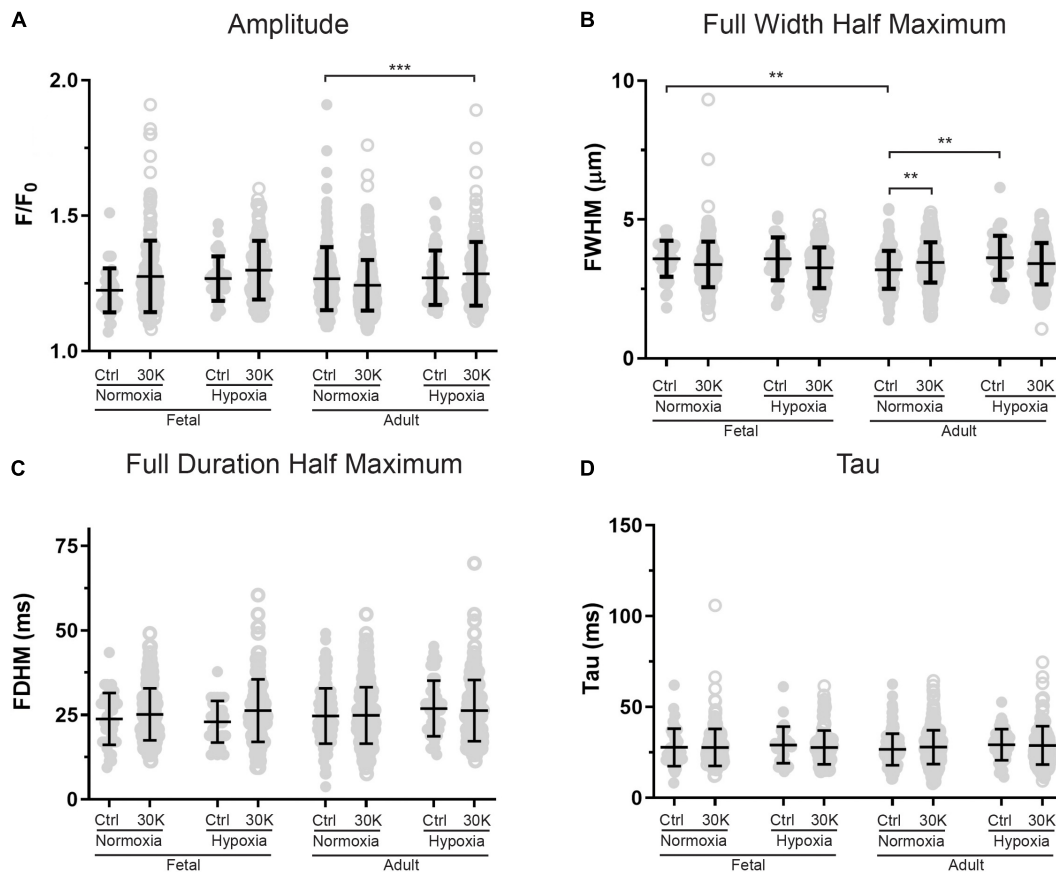 A
Amplitude
F/F0
2.0
1.5
1.0
***
Ctrl 30K Ctrl 30K Ctrl 30K Ctrl 30K
Normoxia Hypoxia Normoxia Hypoxia
Fetal Adult
B
Full Width Half Maximum
FWHM (μm)
10
5
0
**
**
**
Ctrl 30K Ctrl 30K Ctrl 30K Ctrl 30K
Normoxia Hypoxia Normoxia Hypoxia
Fetal Adult
C
Full Duration Half Maximum
FDHM (ms)
75
50
25
0
Ctrl 30K Ctrl 30K Ctrl 30K Ctrl 30K
Normoxia Hypoxia Normoxia Hypoxia
Fetal Adult
D
Tau
Tau (ms)
150
100
50
0
Ctrl 30K Ctrl 30K Ctrl 30K Ctrl 30K
Normoxia Hypoxia Normoxia Hypoxia
Fetal Adult